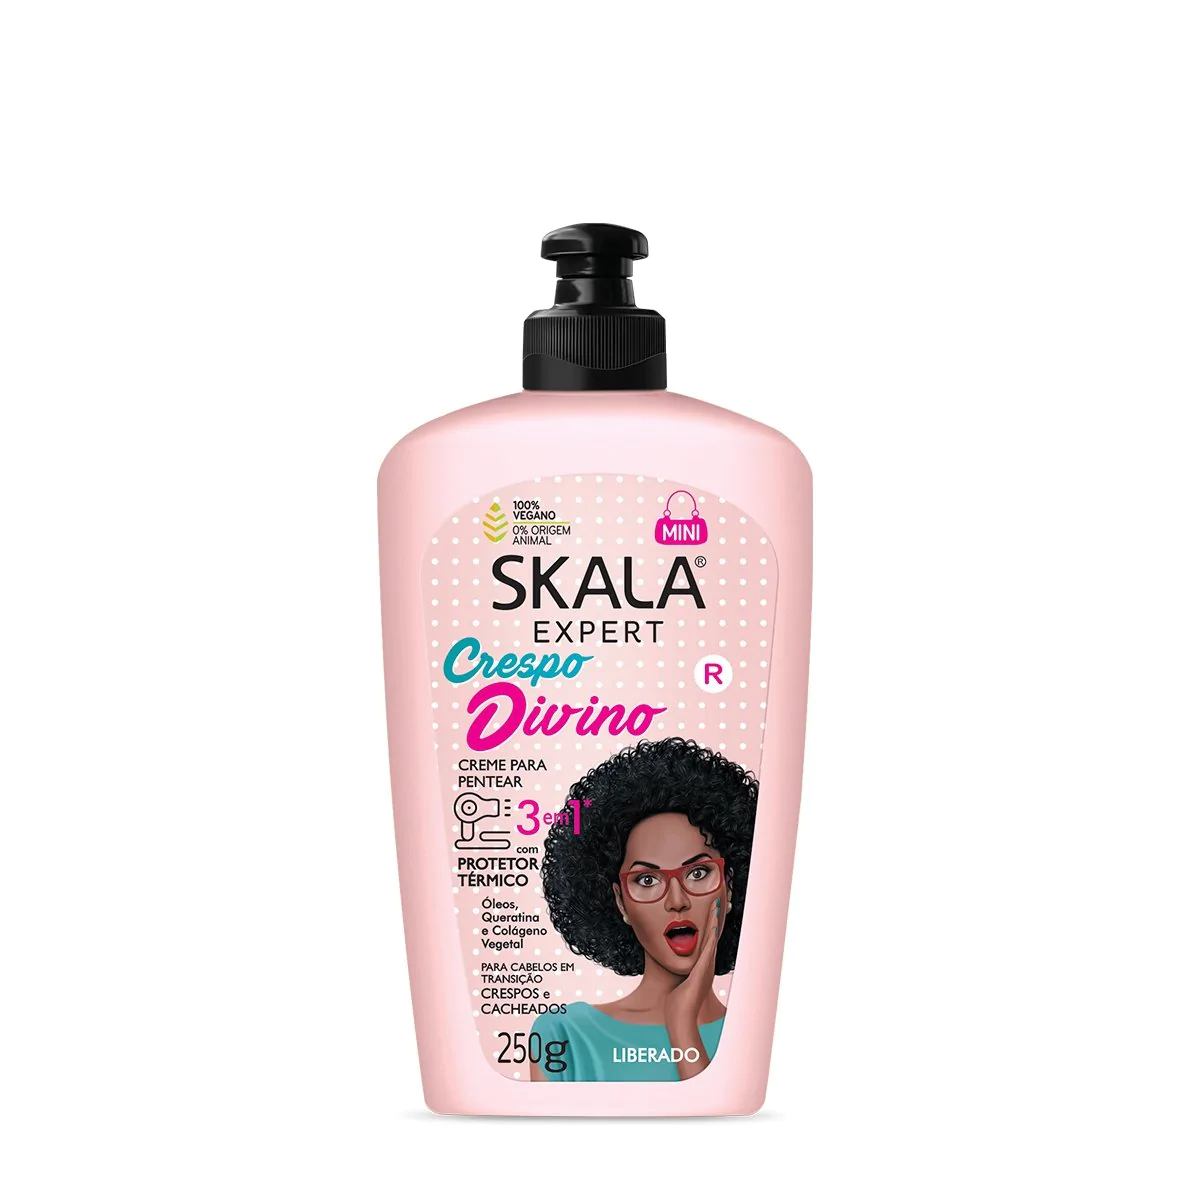 100%
VEGANO
0% ORIGEM
ANIMAL
MINI
SKALA®
EXPERT
Crespo
Divino
R
CREME PARA
PENTEAR
3 em 1*
com
PROTETOR
TÉRMICO
Óleos,
Queratina
e Colágeno
Vegetal
PARA CABELOS EM
TRANSIÇÃO
CRESPOS e
CACHEADOS
250g
LIBERADO